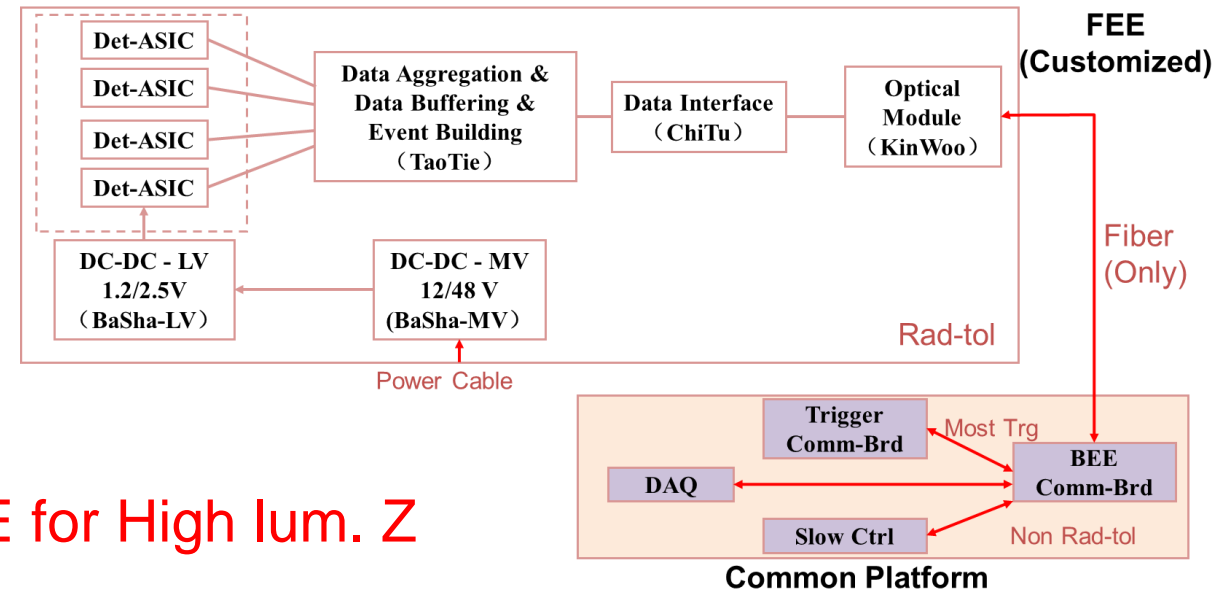 Det-ASIC
Det-ASIC
Det-ASIC
Det-ASIC
Data Aggregation &
Data Buffering &
Event Building
（TaoTie）
Data Interface
（ChiTu）
Optical
Module
（KinWoo）
FEE
(Customized)
DC-DC - LV
1.2/2.5V
（BaSha-LV）
DC-DC - MV
12/48 V
(BaSha-MV）
Fiber
(Only)
Rad-tol
Power Cable
Trigger
Comm-Brd
Most Trg
BEE
Comm-Brd
DAQ
Slow Ctrl
Non Rad-tol
Common Platform
for High lum. Z